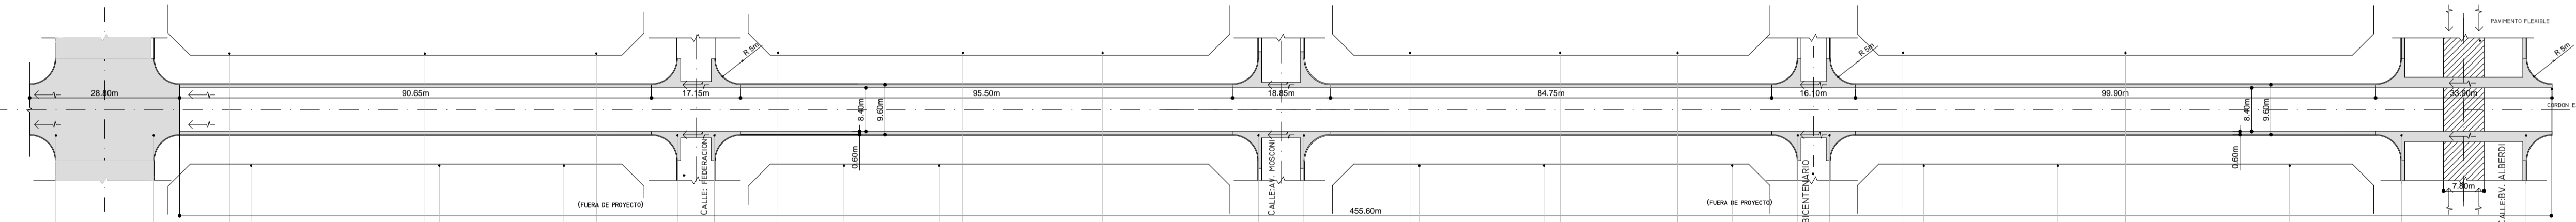 PAVIMENTO FLEXIBLE
R 5m
R 5m
R 5m
28.80m
90.65m
17.15m
95.50m
18.85m
84.75m
16.10m
99.90m
33.90m
CORDON E
8.40m
9.60m
8.40m
9.60m
0.60m
0.60m
CALLE: FEDERACION
CALLE:AV. MOSCONI
BICENTENARIO
CALLE:BV. ALBERDI
7.80m
(FUERA DE PROYECTO)
(FUERA DE PROYECTO)
455.60m